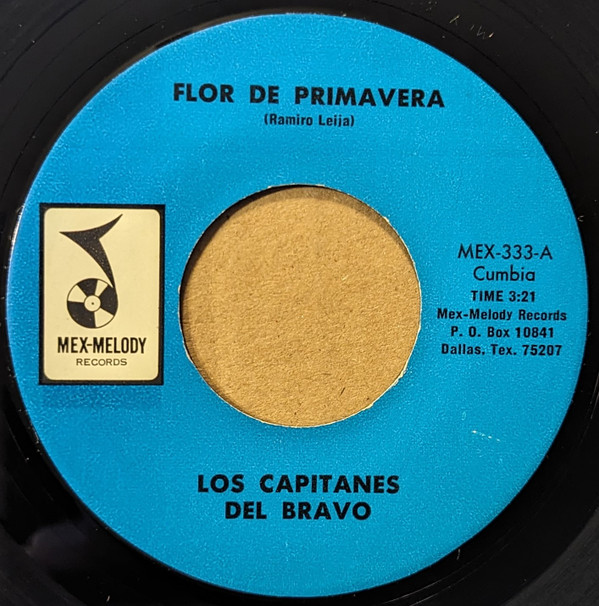 FLOR DE PRIMAVERA
(Ramiro Leija)
MEX-MELODY
RECORDS
MEX-333-A
Cumbia
TIME 3:21
Mex-Melody Records
P. O. Box 10841
Dallas, Tex. 75207
LOS CAPITANES
DEL BRAVO